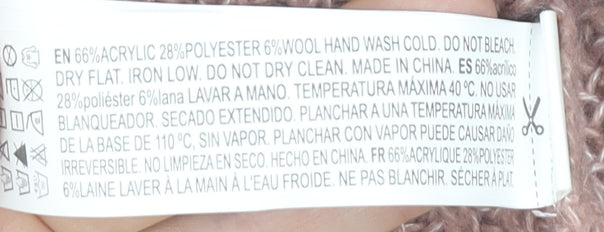 EN 66%ACRYLIC 28%POLYESTER 6%WOOL HAND WASH COLD. DO NOT BLEACH.
DRY FLAT. IRON LOW. DO NOT DRY CLEAN. MADE IN CHINA. ES 66%acrílico
28%poliéster 6%lana LAVAR A MANO. TEMPERATURA MÁXIMA 40 ºC. NO USAR
BLANQUEADOR. SECADO EXTENDIDO. PLANCHAR A UNA TEMPERATURA MÁXIMA
DE LA BASE DE 110 ºC, SIN VAPOR. PLANCHAR CON VAPOR PUEDE CAUSAR DAÑO
IRREVERSIBLE. NO LIMPIEZA EN SECO. HECHO EN CHINA. FR 66%ACRYLIQUE 28%POLYESTER
6%LAINE LAVER À LA MAIN À L'EAU FROIDE. NE PAS BLANCHIR. SÉCHER À PLAT.